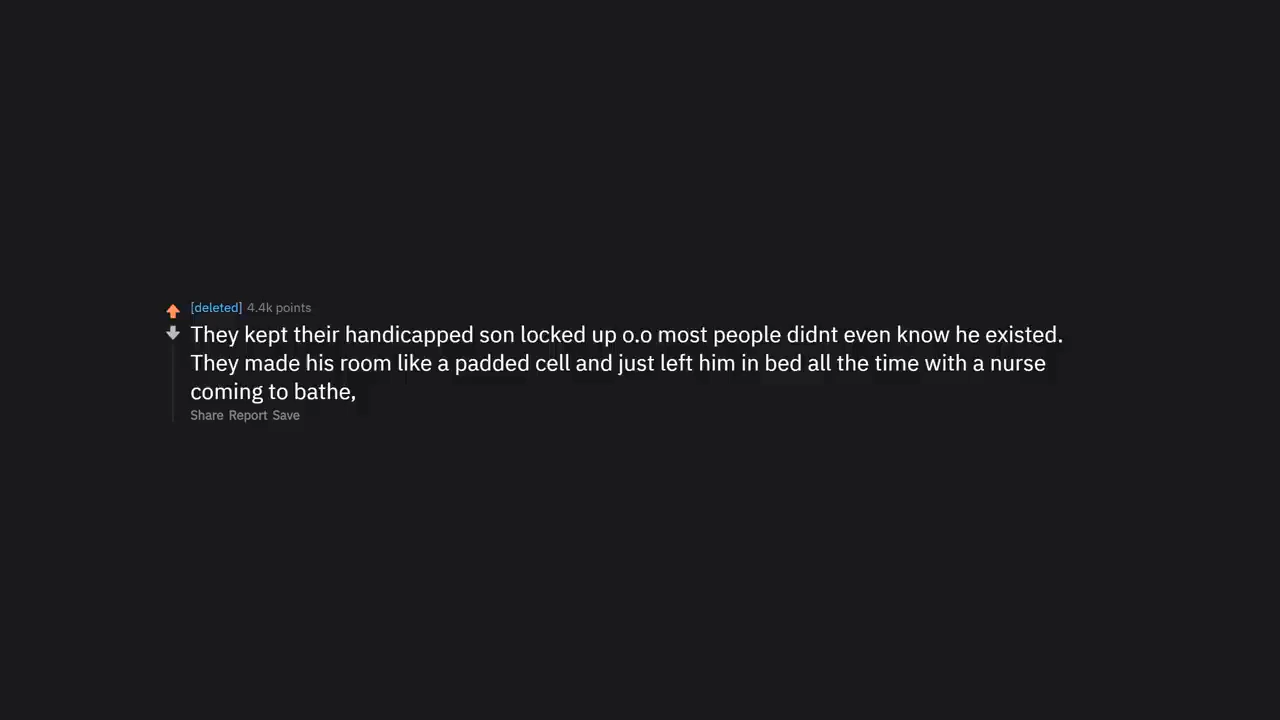 [deleted] 4.4k points
They kept their handicapped son locked up o.o most people didnt even know he existed.
They made his room like a padded cell and just left him in bed all the time with a nurse
coming to bathe,
Share Report Save